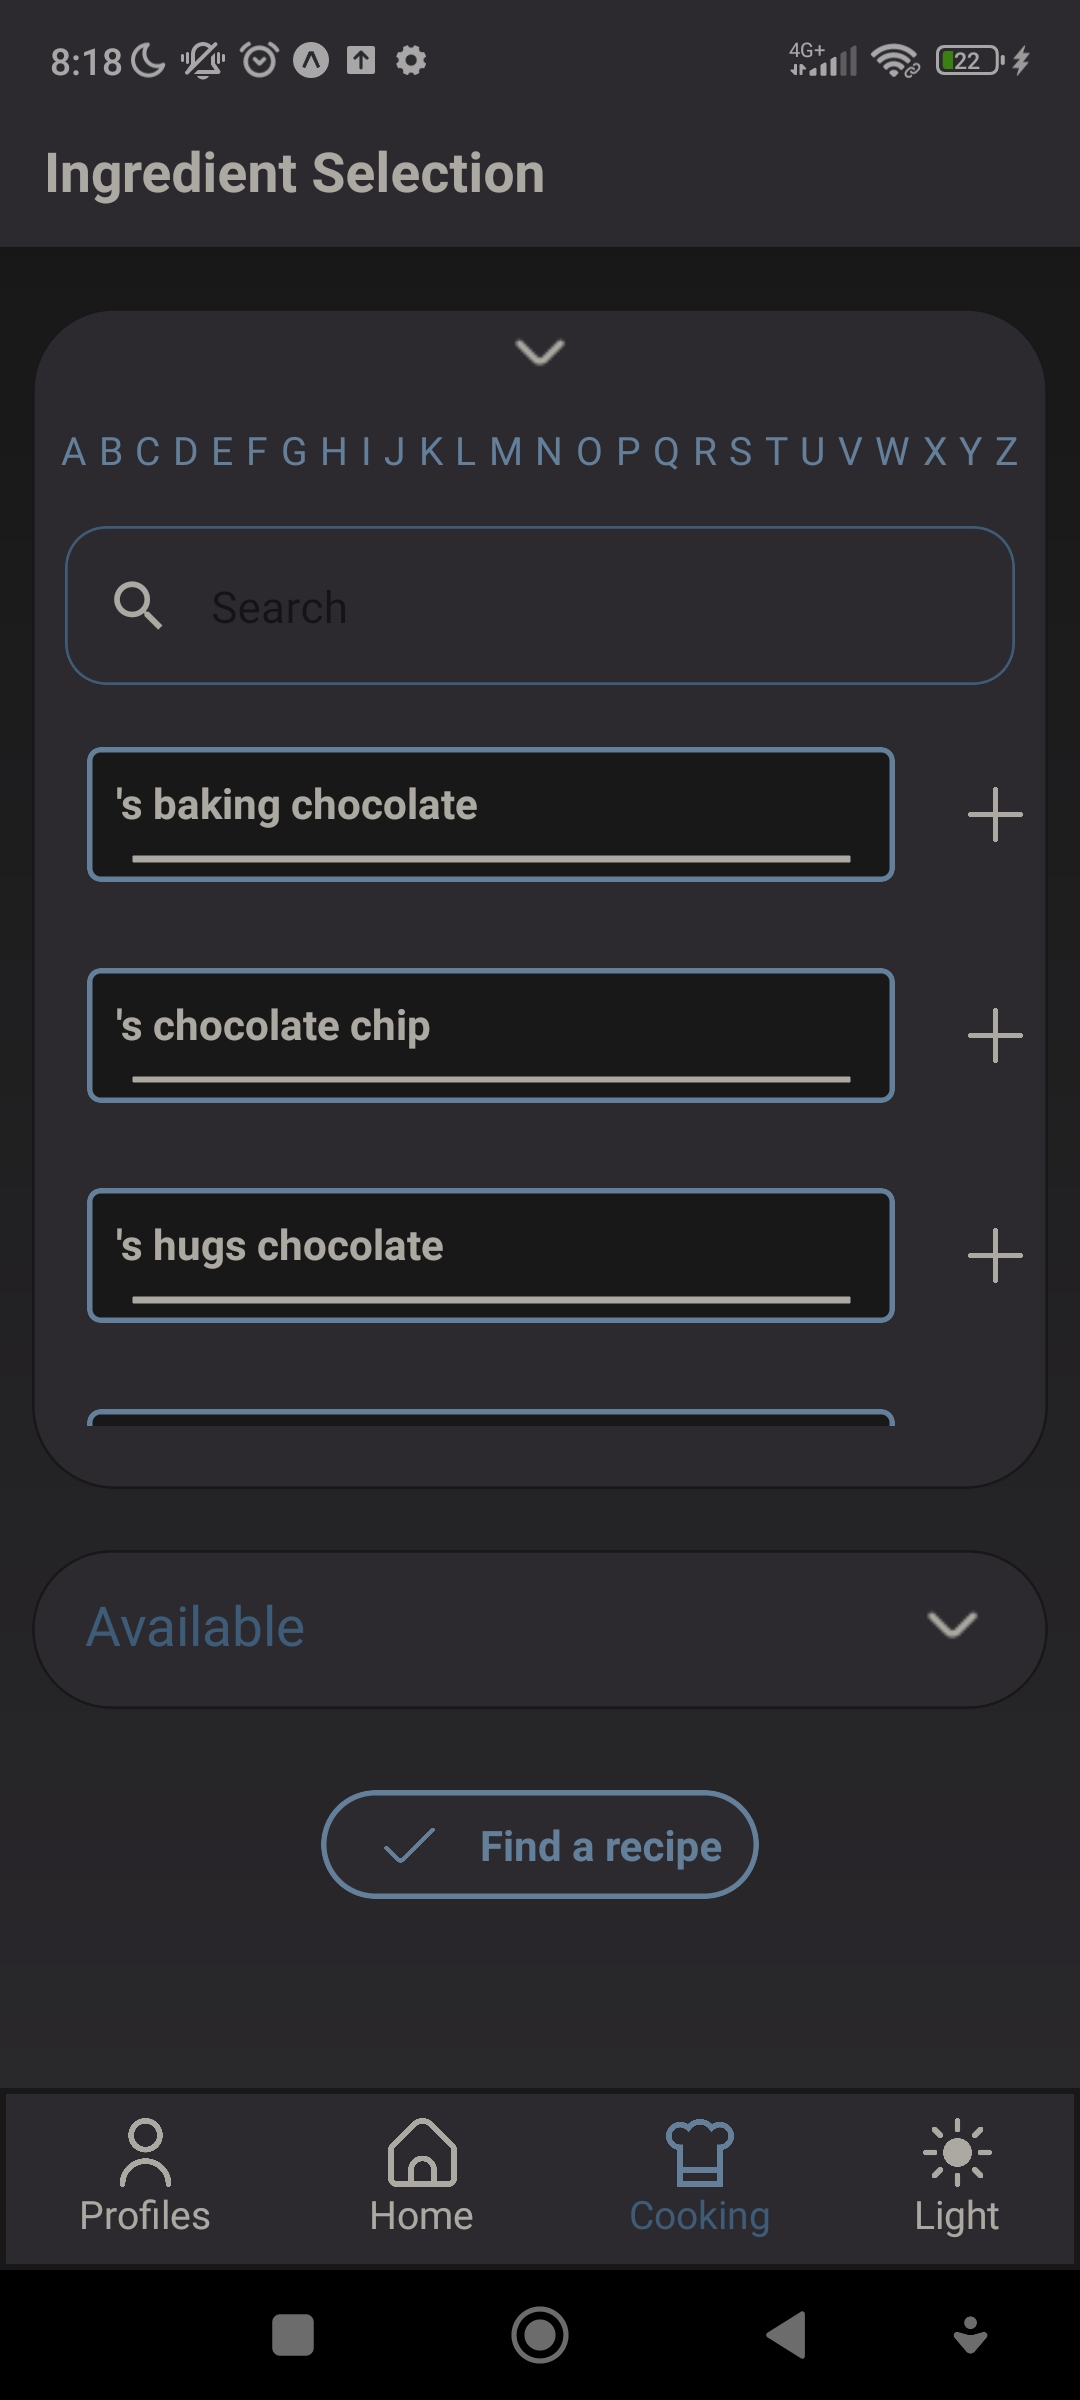 8:18 4G+ 22
Ingredient Selection
A B C D E F G H I J K L M N O P Q R S T U V W X Y Z
Search
's baking chocolate
's chocolate chip
's hugs chocolate
Available
Find a recipe
Profiles Home Cooking Light